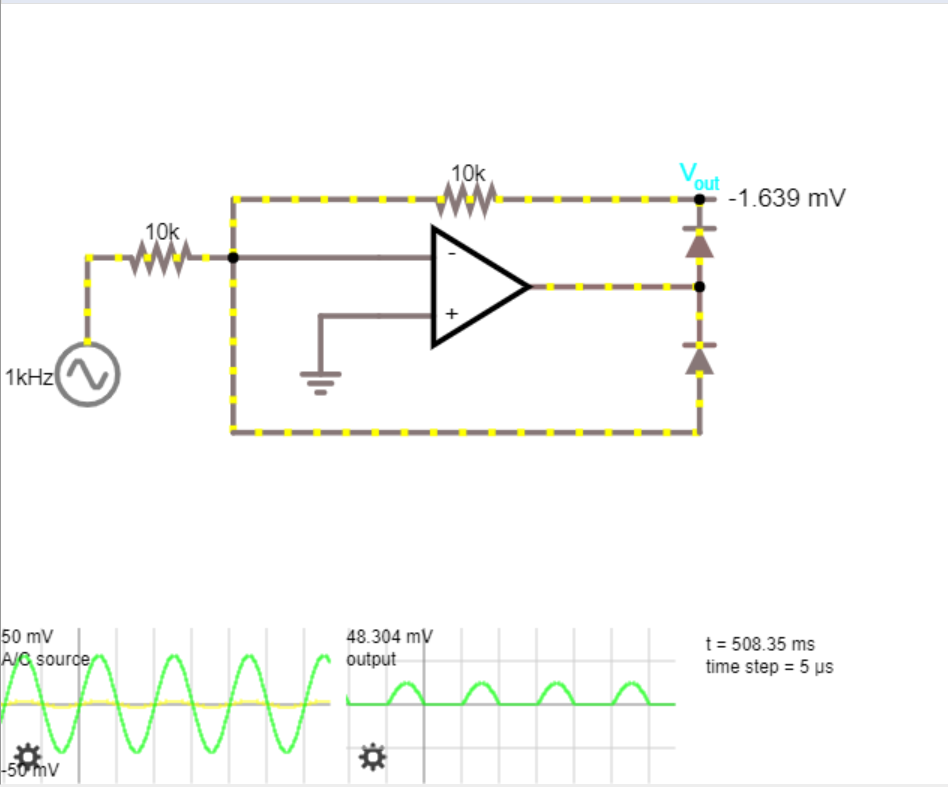 10k
V
out
-1.639 mV
10k
-
+
1kHz
50 mV
A/C source
-50 mV
48.304 mV
output
t = 508.35 ms
time step = 5 µs